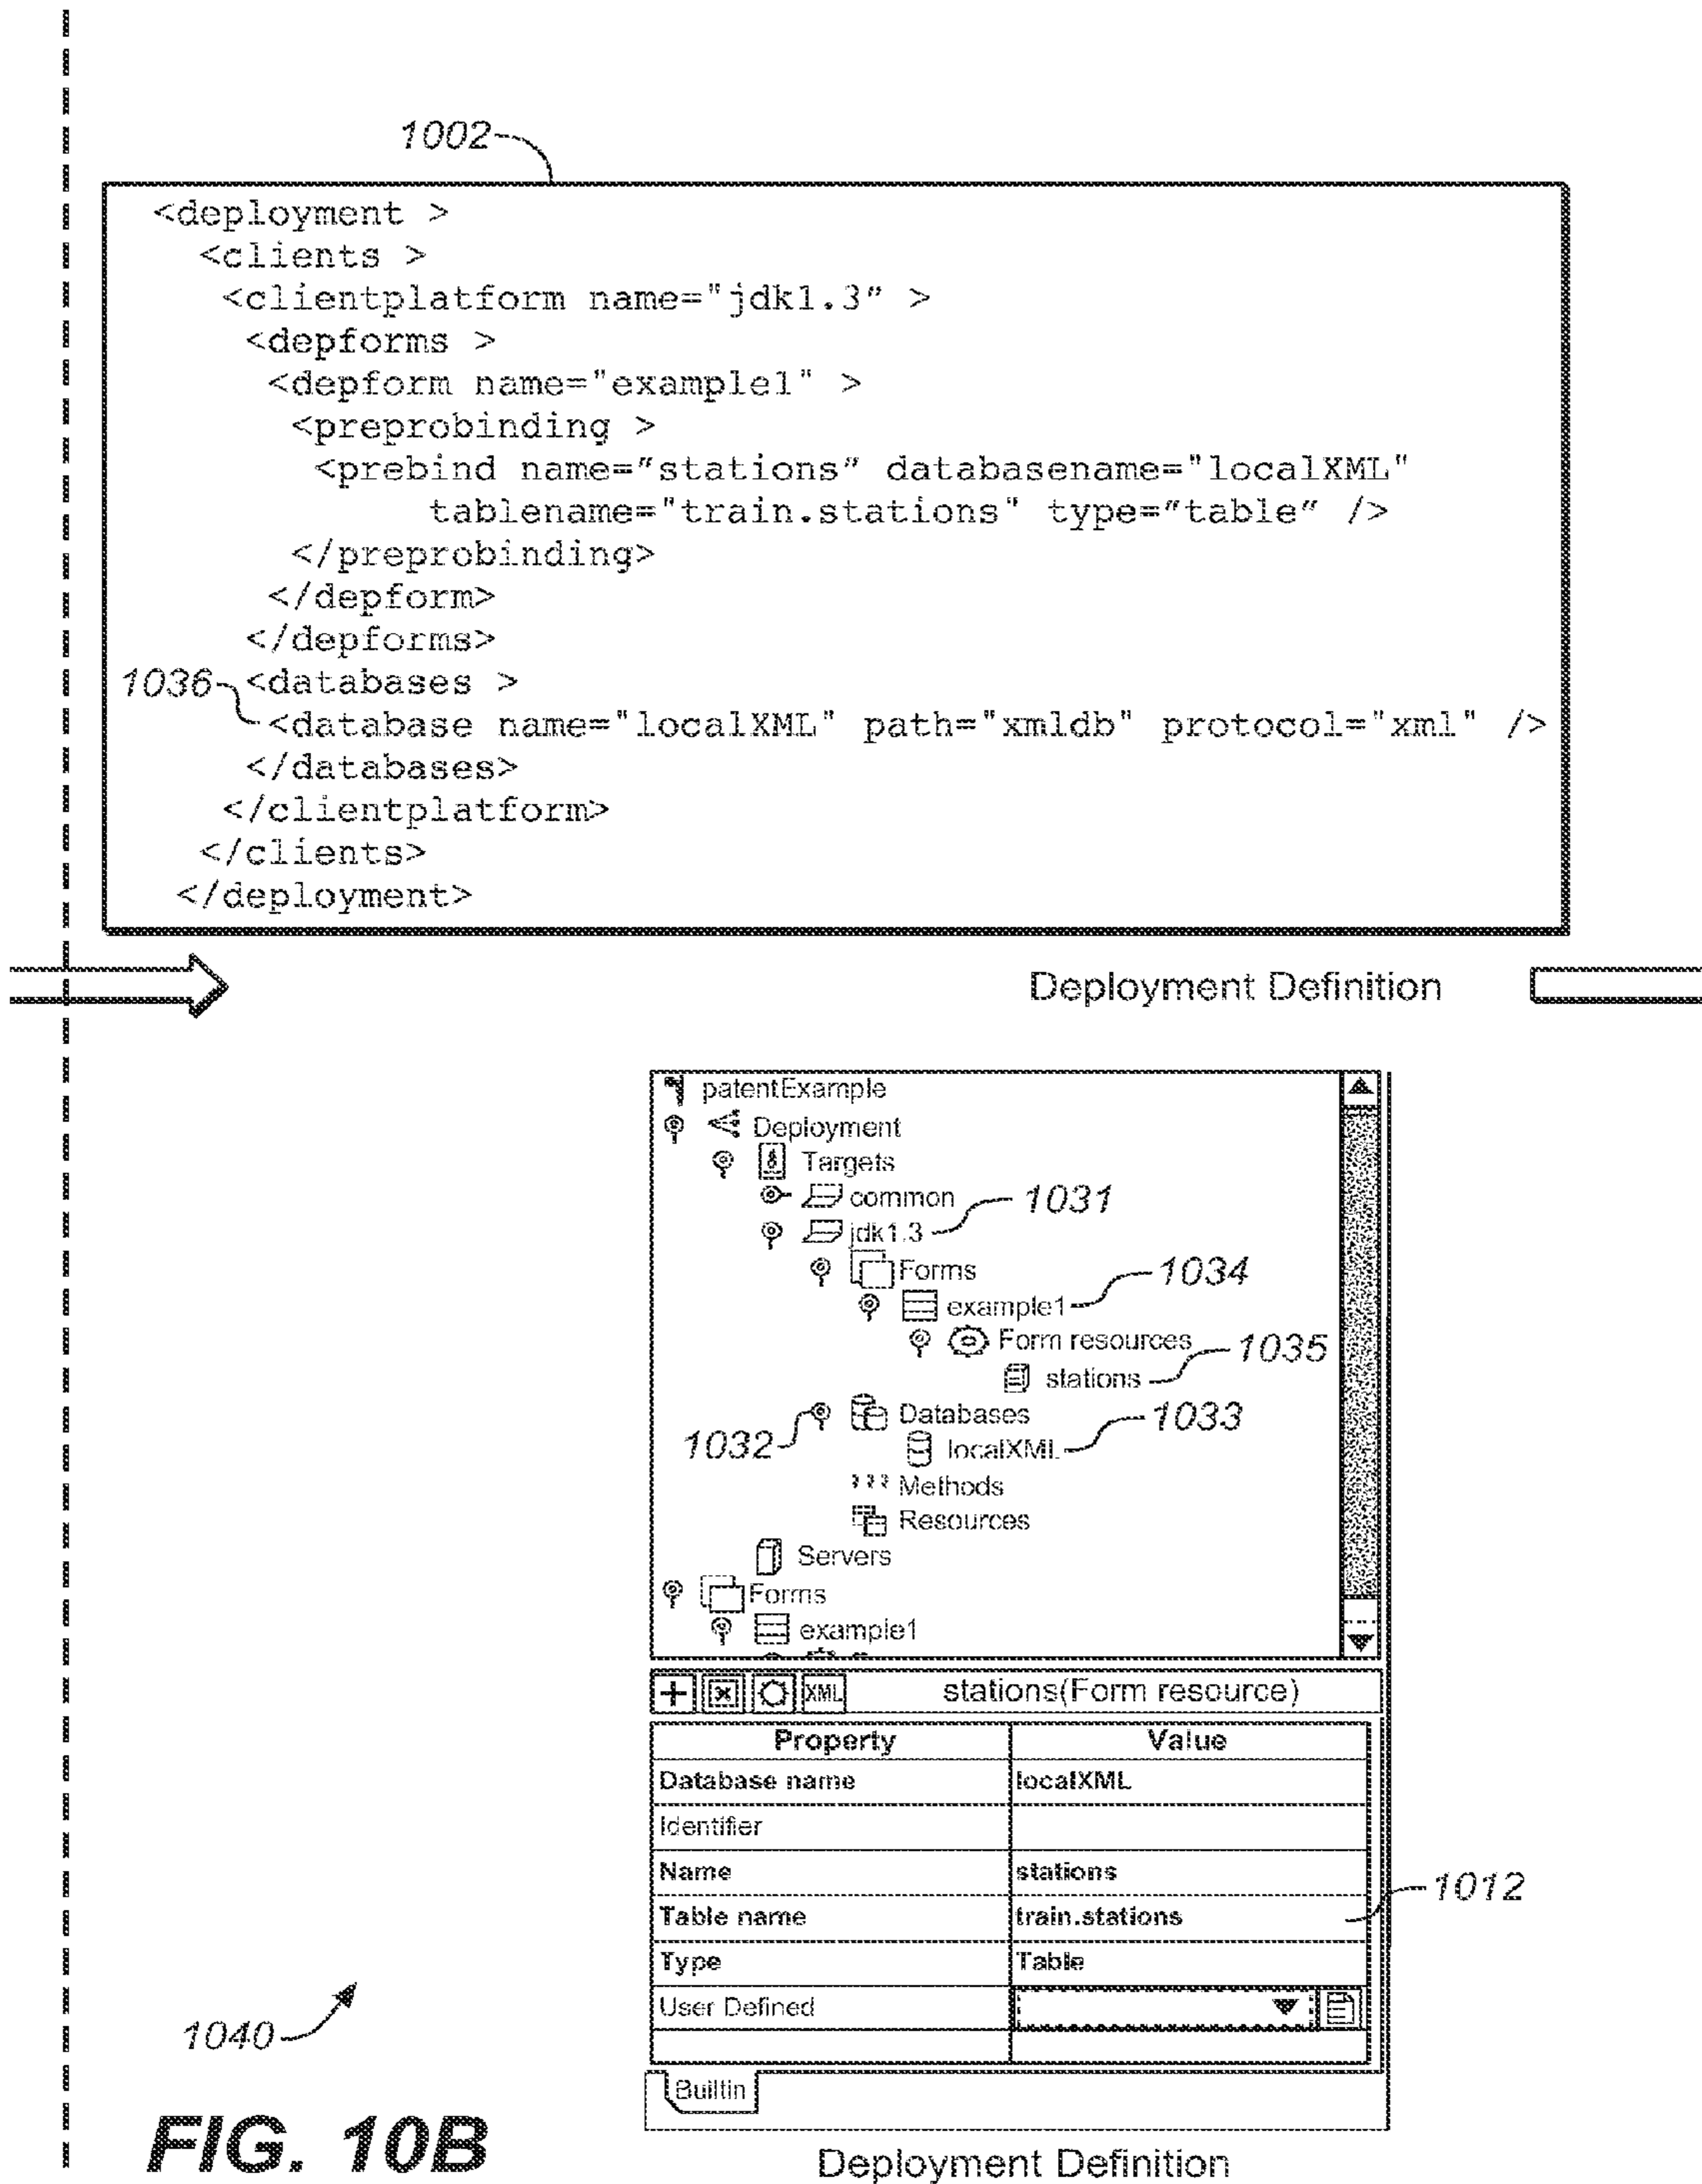 1002
<deployment >
<clients >
<clientplatform name="jdk1.3" >
<depforms >
<depform name="example1" >
<preprobinding >
<prebind name="stations" databasename="localXML"
tablename="train.stations" type="table" />
</preprobinding>
</depform>
</depforms>
1036 <databases >
<database name="localXML" path="xmldb" protocol="xml" />
</databases>
</clientplatform>
</clients>
</deployment>
Deployment Definition
patentExample
Deployment
Targets
common 1031
jdk1.3
Forms 1034
example1
Form resources 1035
stations
Databases 1033
1032 localXML
Methods
Resources
Servers
Forms
example1
XML stations(Form resource)
Property Value
Database name localXML
Identifier
Name stations
1012
Table name train.stations
Type Table
User Defined
1040
Builtin
FIG. 10B
Deployment Definition